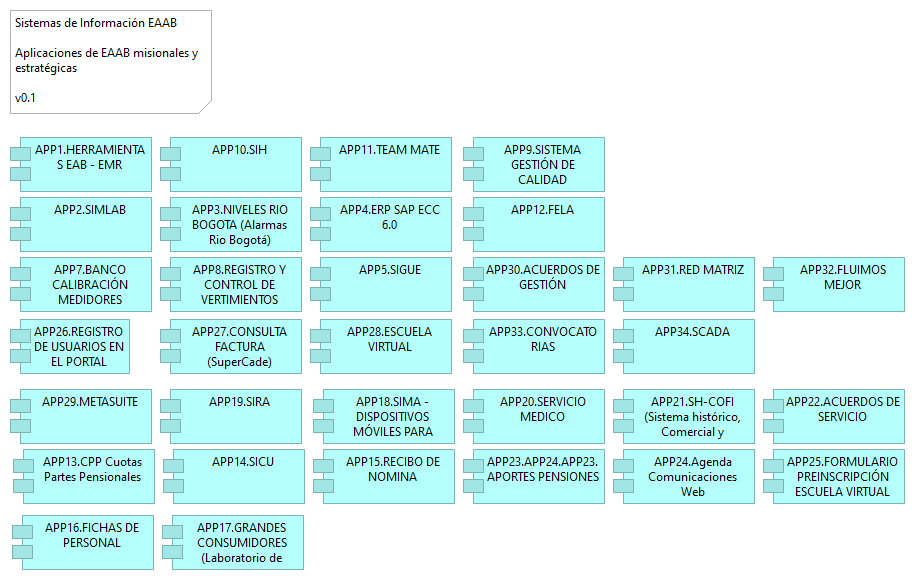 Sistemas de Información EAAB
Aplicaciones de EAAB misionales y
estratégicas
v0.1
APP1.HERRAMIENTA
S EAB - EMR
APP10.SIH
APP11.TEAM MATE
APP9.SISTEMA
GESTIÓN DE
CALIDAD
APP2.SIMLAB
APP3.NIVELES RIO
BOGOTA (Alarmas
Rio Bogotá)
APP4.ERP SAP ECC
6.0
APP12.FELA
APP7.BANCO
CALIBRACIÓN
MEDIDORES
APP8.REGISTRO Y
CONTROL DE
VERTIMIENTOS
APP5.SIGUE
APP30.ACUERDOS DE
GESTIÓN
APP31.RED MATRIZ
APP32.FLUIMOS
MEJOR
APP26.REGISTRO
DE USUARIOS EN
EL PORTAL
APP27.CONSULTA
FACTURA
(SuperCade)
APP28.ESCUELA
VIRTUAL
APP33.CONVOCATO
RIAS
APP34.SCADA
APP29.METASUITE
APP19.SIRA
APP18.SIMA -
DISPOSITIVOS
MÓVILES PARA
APP20.SERVICIO
MEDICO
APP21.SH-COFI
(Sistema histórico,
Comercial y
APP22.ACUERDOS DE
SERVICIO
APP13.CPP Cuotas
Partes Pensionales
APP14.SICU
APP15.RECIBO DE
NOMINA
APP23.APP24.APP23.
APORTES PENSIONES
APP24.Agenda
Comunicaciones
Web
APP25.FORMULARIO
PREINSCRIPCIÓN
ESCUELA VIRTUAL
APP16.FICHAS DE
PERSONAL
APP17.GRANDES
CONSUMIDORES
(Laboratorio de